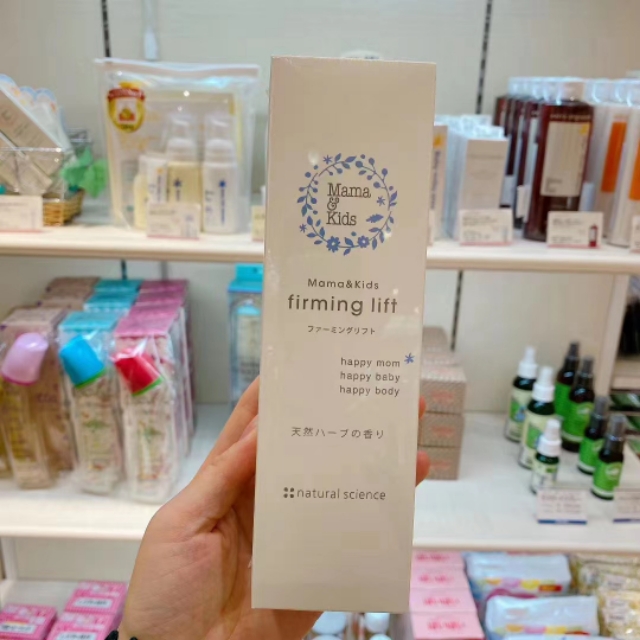 Mama
&
Kids
Mama&Kids
firming lift
ファーミングリフト
happy mom
happy baby
happy body
天然ハーブの香り
natural science